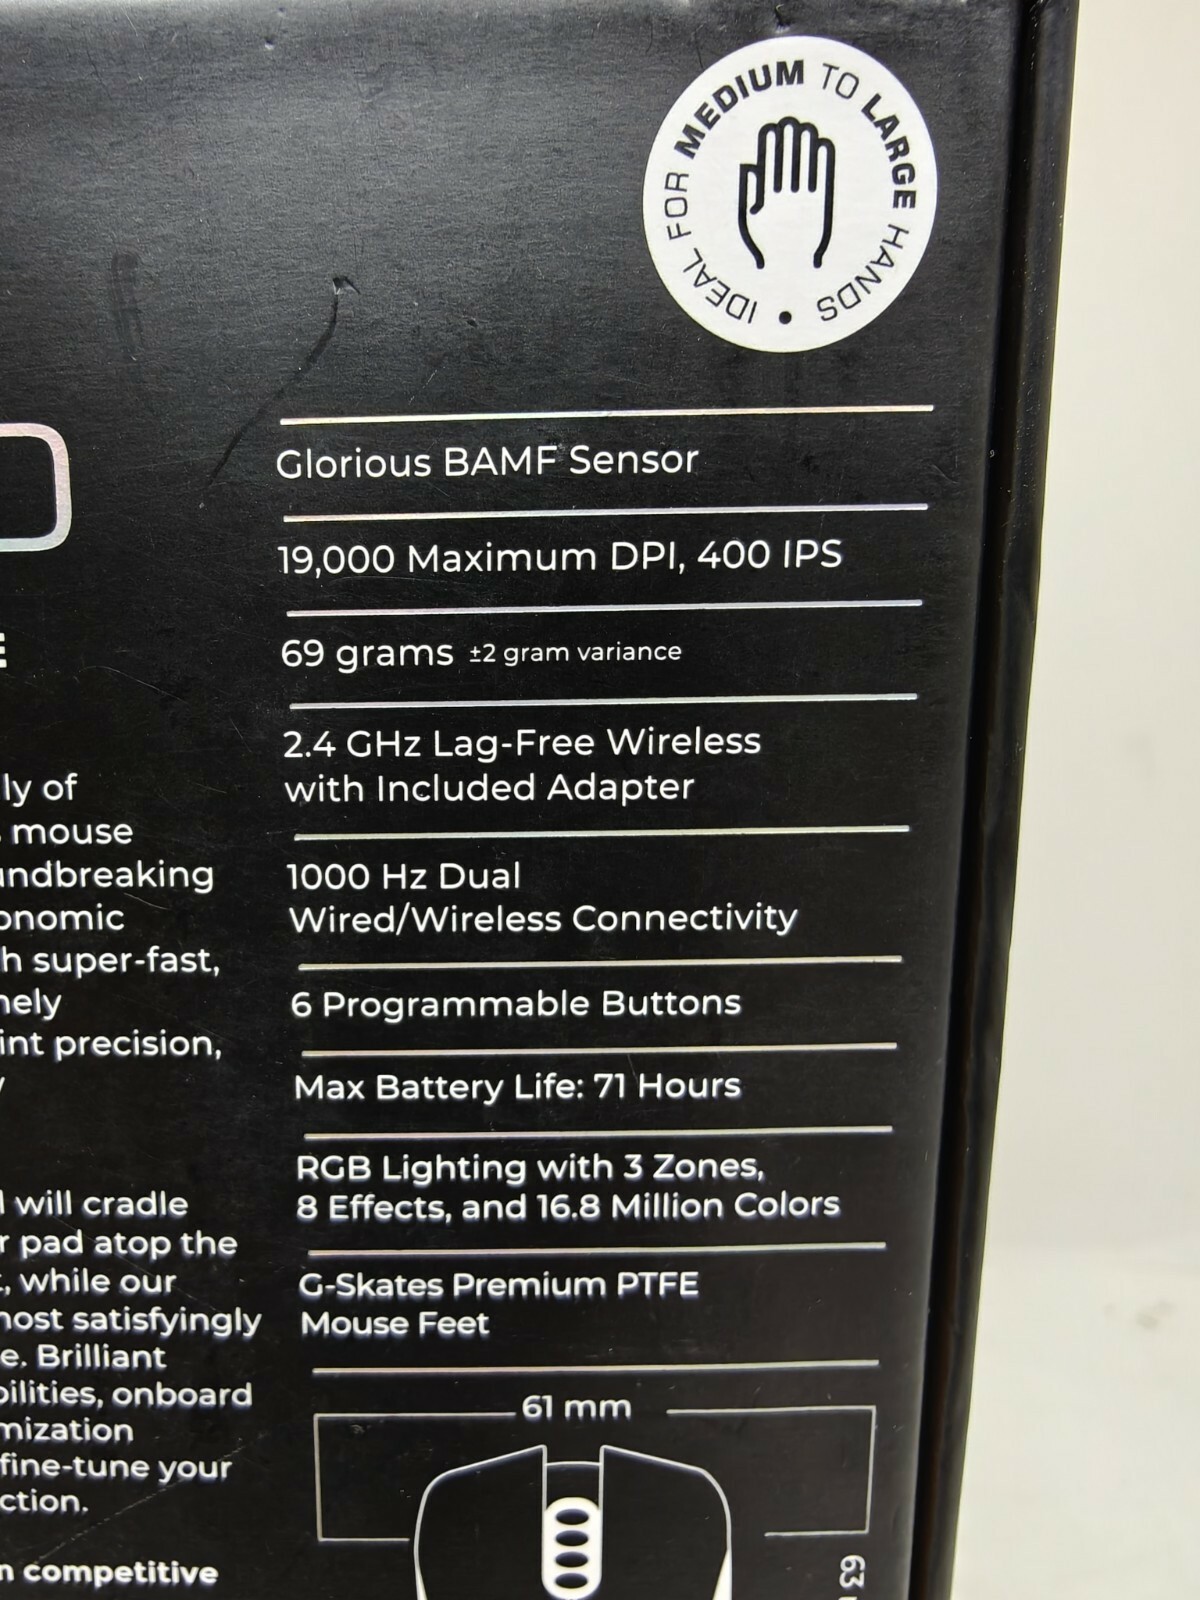 IDEAL FOR MEDIUM TO LARGE HANDS •
Glorious BAMF Sensor
19,000 Maximum DPI, 400 IPS
69 grams ±2 gram variance
2.4 GHz Lag-Free Wireless
with Included Adapter
1000 Hz Dual
Wired/Wireless Connectivity
6 Programmable Buttons
Max Battery Life: 71 Hours
RGB Lighting with 3 Zones,
8 Effects, and 16.8 Million Colors
G-Skates Premium PTFE
Mouse Feet
61 mm
63
E
ly of
mouse
undbreaking
onomic
h super-fast,
nely
int precision,
y
will cradle
r pad atop the
, while our
most satisfyingly
e. Brilliant
bilities, onboard
mization
fine-tune your
ction.
n competitive